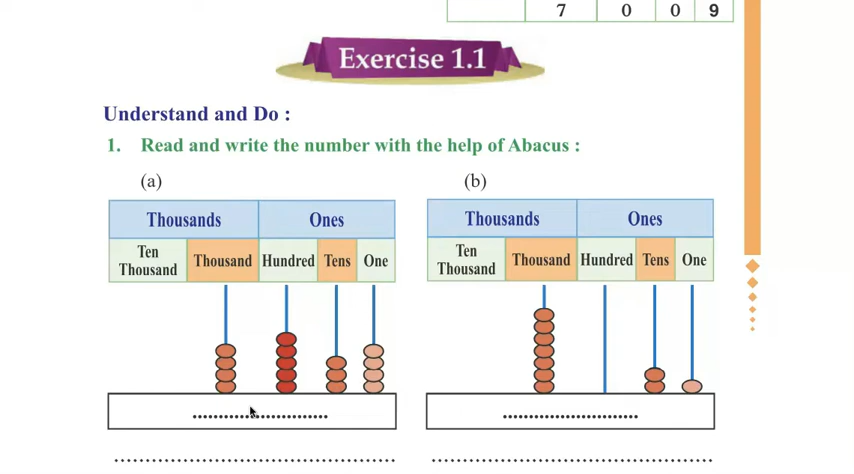 7 0 0 9
Exercise 1.1
Understand and Do :
1. Read and write the number with the help of Abacus :
(a) (b)
Thousands Ones Thousands Ones
Ten Thousand Thousand Hundred Tens One Ten Thousand Thousand Hundred Tens One